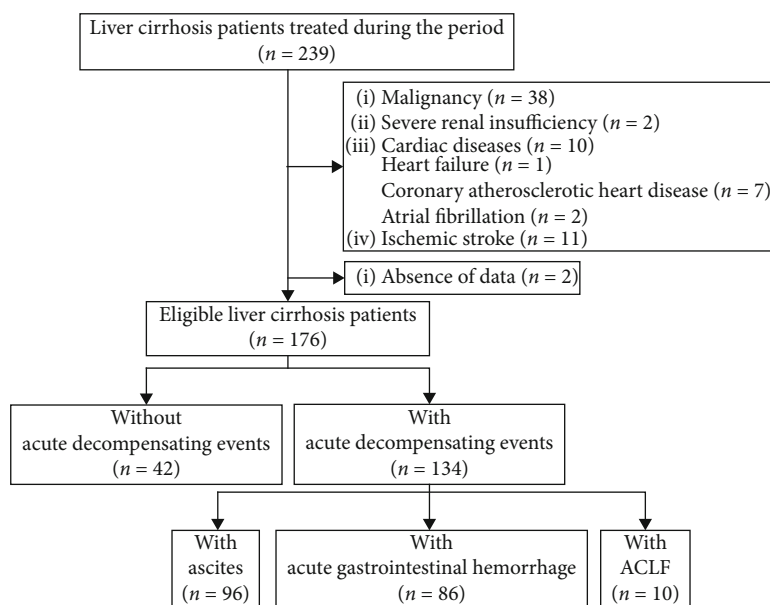 Liver cirrhosis patients treated during the period
(n = 239)
(i) Malignancy (n = 38)
(ii) Severe renal insufficiency (n = 2)
(iii) Cardiac diseases (n = 10)
Heart failure (n = 1)
Coronary atherosclerotic heart disease (n = 7)
Atrial fibrillation (n = 2)
(iv) Ischemic stroke (n = 11)
(i) Absence of data (n = 2)
Eligible liver cirrhosis patients
(n = 176)
Without
acute decompensating events
(n = 42)
With
acute decompensating events
(n = 134)
With
ascites
(n = 96)
With
acute gastrointestinal hemorrhage
(n = 86)
With
ACLF
(n = 10)